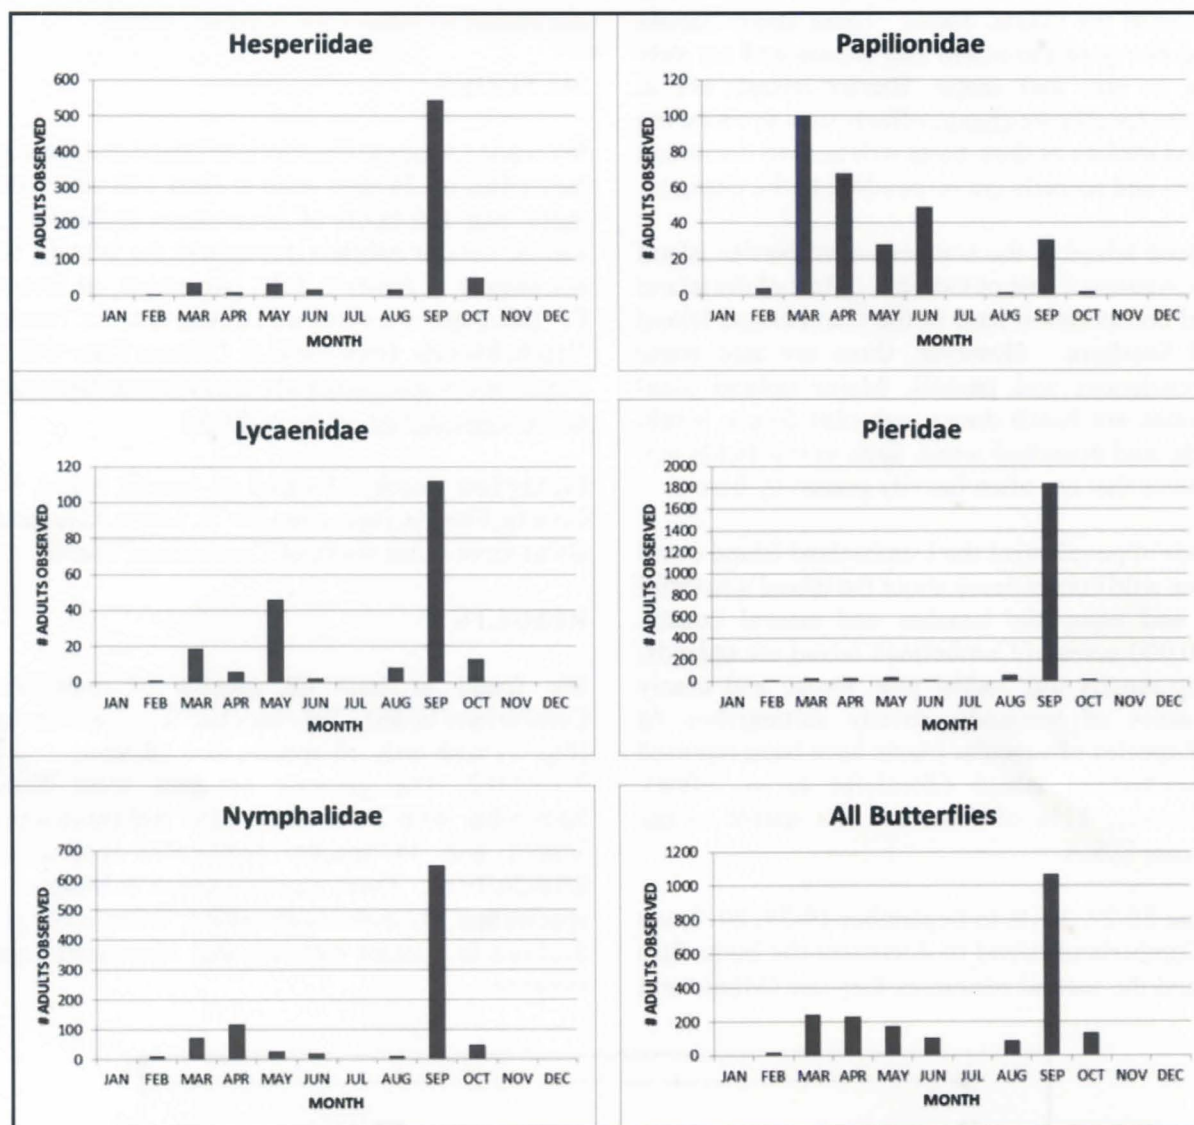 Hesperiidae
# ADULTS OBSERVED
600
500
400
300
200
100
0
JAN FEB MAR APR MAY JUN JUL AUG SEP OCT NOV DEC
MONTH
Papilionidae
# ADULTS OBSERVED
120
100
80
60
40
20
0
JAN FEB MAR APR MAY JUN JUL AUG SEP OCT NOV DEC
MONTH
Lycaenidae
# ADULTS OBSERVED
120
100
80
60
40
20
0
JAN FEB MAR APR MAY JUN JUL AUG SEP OCT NOV DEC
MONTH
Pieridae
# ADULTS OBSERVED
2000
1800
1600
1400
1200
1000
800
600
400
200
0
JAN FEB MAR APR MAY JUN JUL AUG SEP OCT NOV DEC
MONTH
Nymphalidae
# ADULTS OBSERVED
700
600
500
400
300
200
100
0
JAN FEB MAR APR MAY JUN JUL AUG SEP OCT NOV DEC
MONTH
All Butterflies
# ADULTS OBSERVED
1200
1000
800
600
400
200
0
JAN FEB MAR APR MAY JUN JUL AUG SEP OCT NOV DEC
MONTH